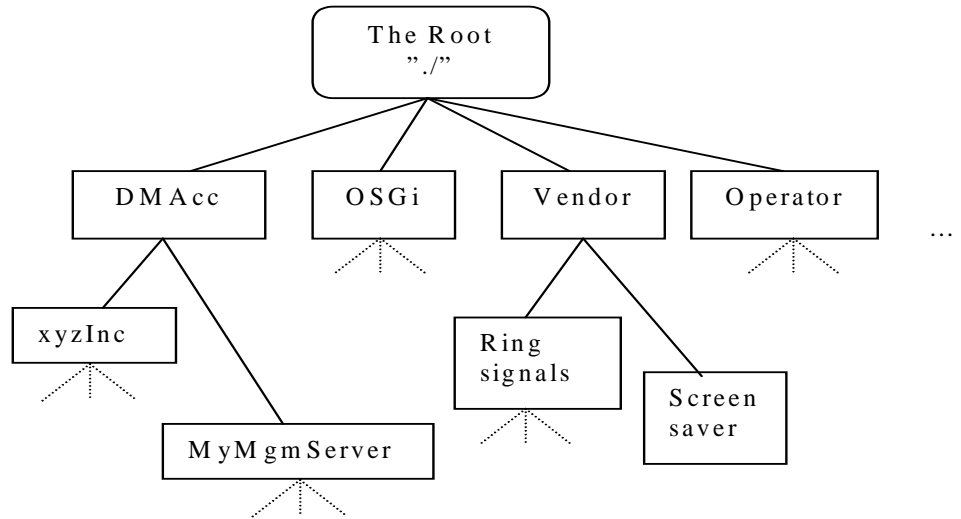 The Root
”./”
DMAcc
OSGi
Vendor
Operator
...
xyzInc
Ring
signals
Screen
saver
MyMgmServer